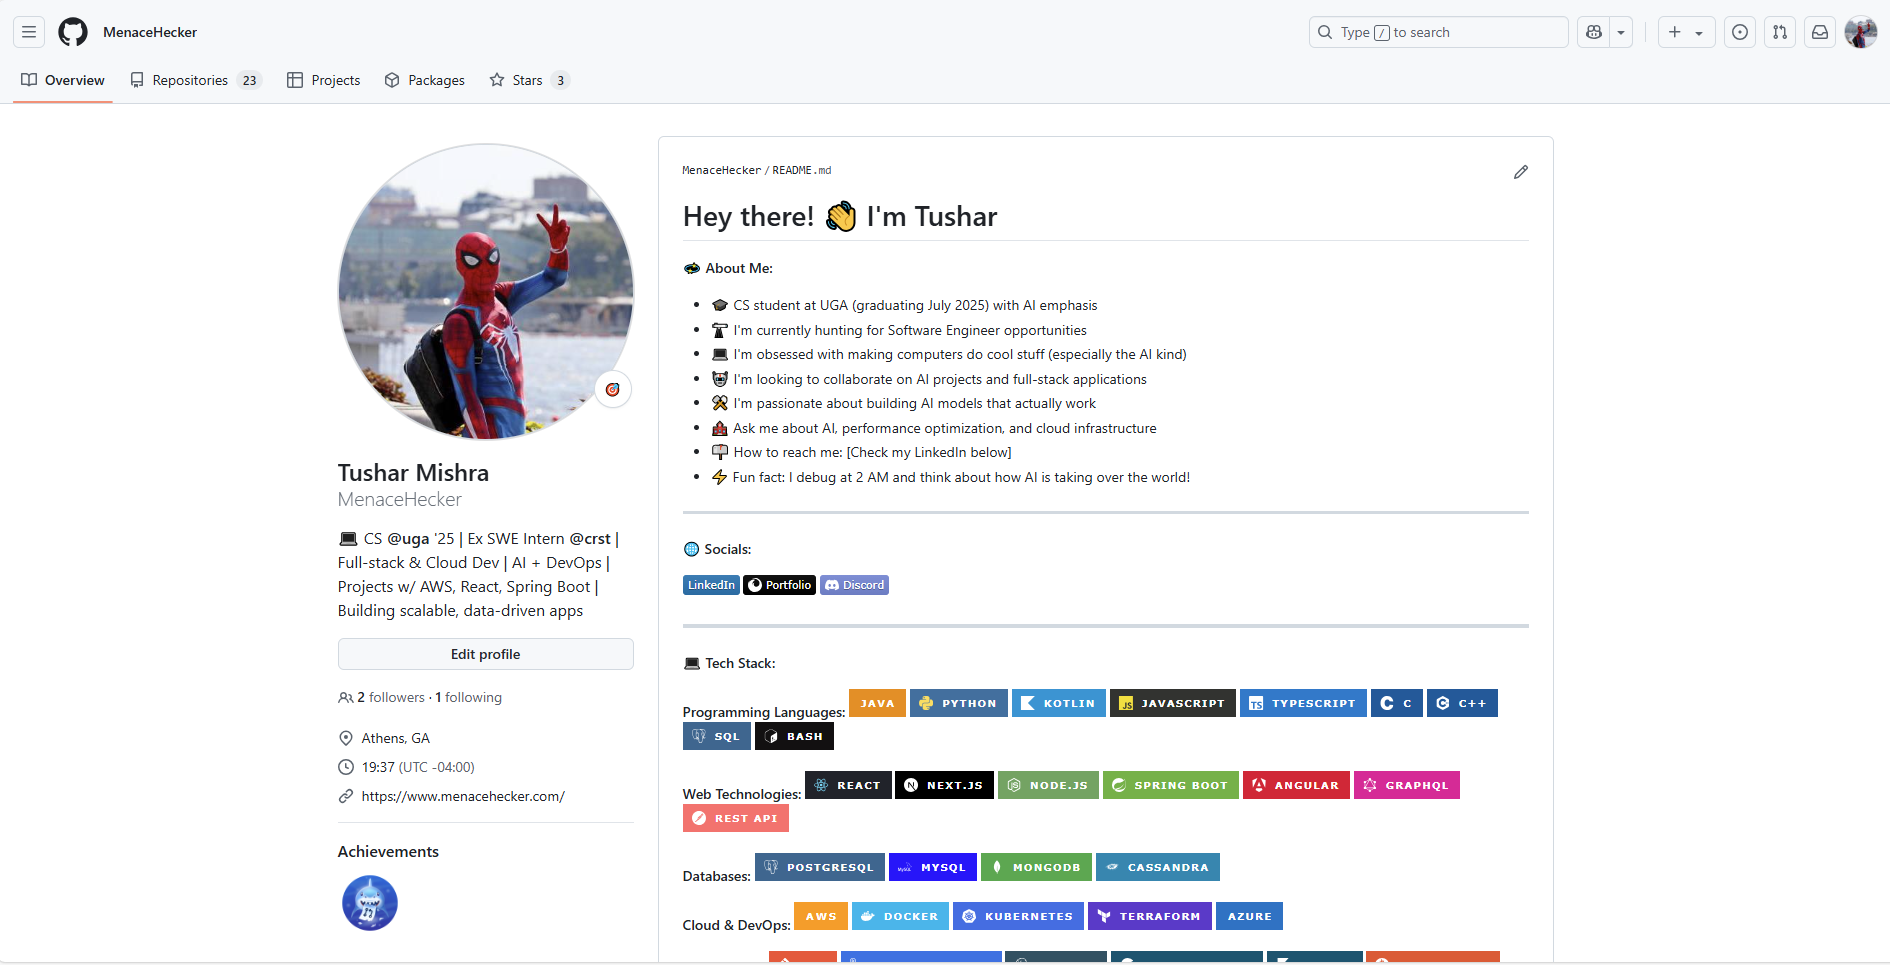 MenaceHecker
Type / to search
Overview
Repositories 23
Projects
Packages
Stars 3
Tushar Mishra
MenaceHecker
💻 CS @uga '25 | Ex SWE Intern @crst |
Full-stack & Cloud Dev | AI + DevOps |
Projects w/ AWS, React, Spring Boot |
Building scalable, data-driven apps
Edit profile
2 followers · 1 following
Athens, GA
19:37 (UTC -04:00)
https://www.menacehecker.com/
Achievements
MenaceHecker / README.md
Hey there! 👋 I'm Tushar
About Me:
CS student at UGA (graduating July 2025) with AI emphasis
I'm currently hunting for Software Engineer opportunities
I'm obsessed with making computers do cool stuff (especially the AI kind)
I'm looking to collaborate on AI projects and full-stack applications
I'm passionate about building AI models that actually work
Ask me about AI, performance optimization, and cloud infrastructure
How to reach me: [Check my LinkedIn below]
⚡ Fun fact: I debug at 2 AM and think about how AI is taking over the world!
🌐 Socials:
LinkedIn Portfolio Discord
💻 Tech Stack:
Programming Languages: JAVA PYTHON KOTLIN JS JAVASCRIPT TS TYPESCRIPT C C C++
SQL BASH
Web Technologies: REACT N NEXT.JS NODE.JS SPRING BOOT ANGULAR GRAPHQL
REST API
Databases: POSTGRESQL MySQL MYSQL MONGODB CASSANDRA
Cloud & DevOps: AWS DOCKER KUBERNETES TERRAFORM AZURE